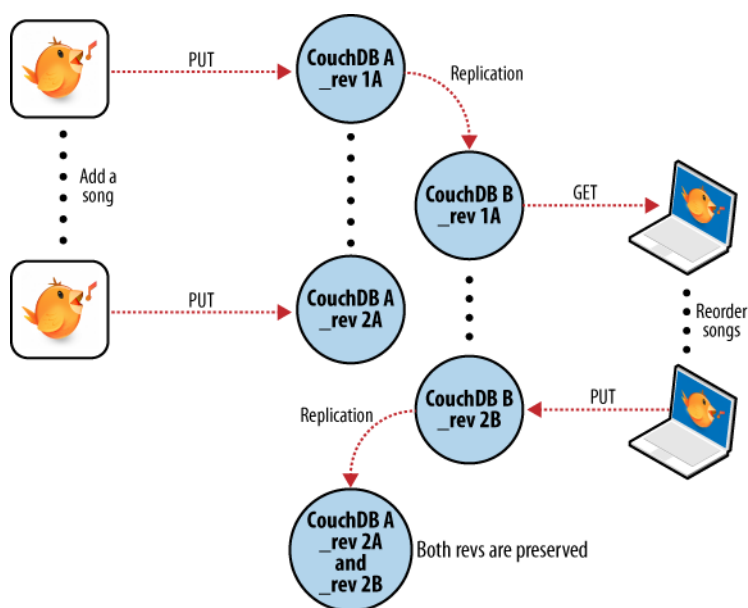 PUT
CouchDB A
_rev 1A
Replication
Add a
song
CouchDB B
_rev 1A
GET
PUT
CouchDB A
_rev 2A
Reorder
songs
Replication
CouchDB B
_rev 2B
PUT
CouchDB A
_rev 2A
and
_rev 2B
Both revs are preserved